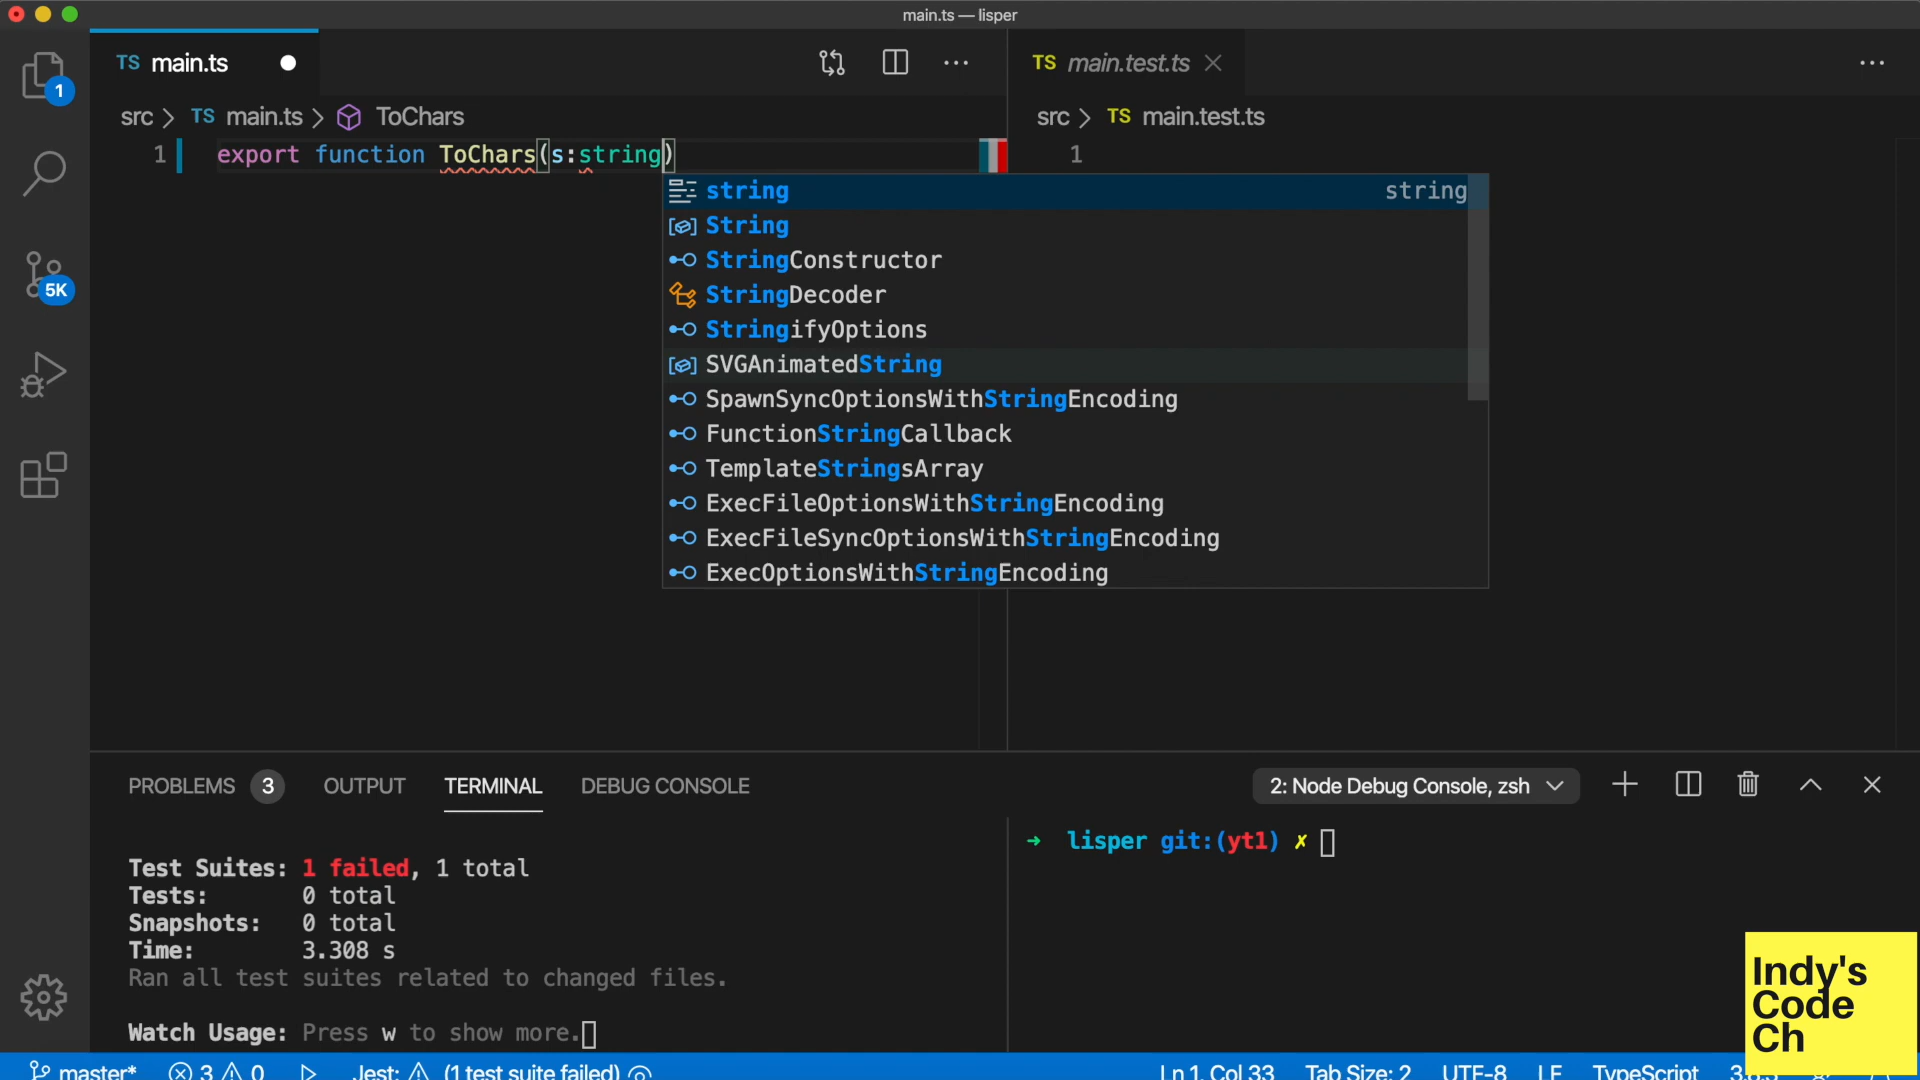 main.ts — lisper
TS main.ts
TS main.test.ts
1
src > TS main.ts > ToChars
src > TS main.test.ts
1 export function ToChars(s:string)
1
string string
String
StringConstructor
StringDecoder
StringifyOptions
SVGAnimatedString
SpawnSyncOptionsWithStringEncoding
FunctionStringCallback
TemplateStringsArray
ExecFileOptionsWithStringEncoding
ExecFileSyncOptionsWithStringEncoding
ExecOptionsWithStringEncoding
5K
PROBLEMS 3 OUTPUT TERMINAL DEBUG CONSOLE
2: Node Debug Console, zsh
Test Suites: 1 failed, 1 total
Tests: 0 total
Snapshots: 0 total
Time: 3.308 s
Ran all test suites related to changed files.
Watch Usage: Press w to show more.
➜ lisper git:(yt1) ✗
Indy's
Code
Ch
master* 3 0 Jest: (1 test suite failed)
Ln 1, Col 33 Tab Size: 2 UTF-8 LF TypeScript